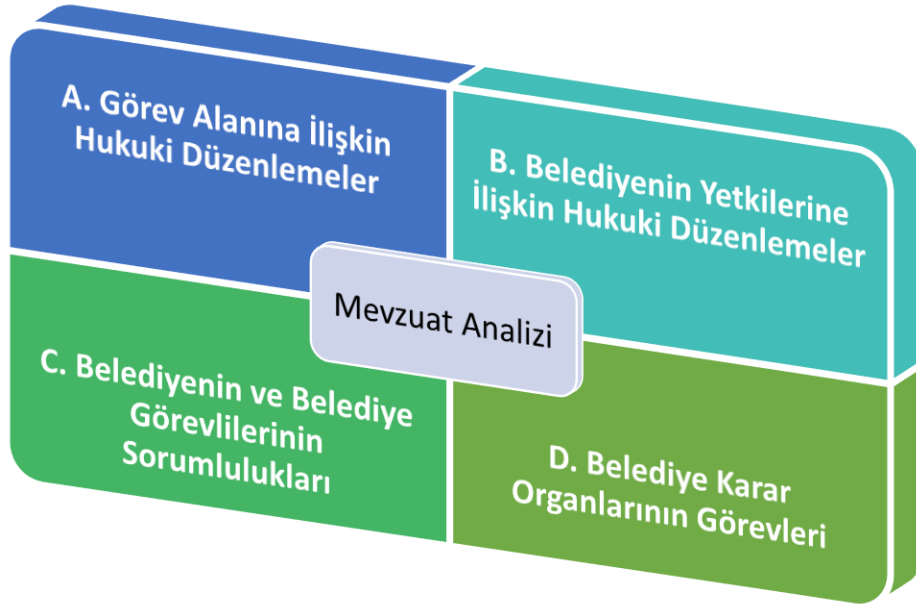 A. Görev Alanına İlişkin
Hukuki Düzenlemeler
B. Belediyenin Yetkilerine
İlişkin Hukuki Düzenlemeler
Mevzuat Analizi
C. Belediyenin ve Belediye
Görevlilerinin
Sorumlulukları
D. Belediye Karar
Organlarının Görevleri